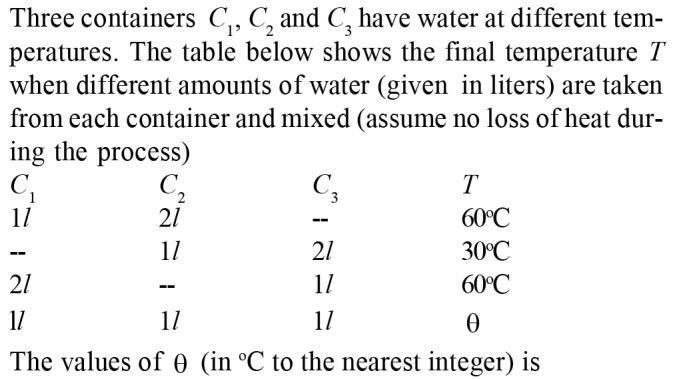 Three containers C₁, C₂ and C₃ have water at different tem-
peratures. The table below shows the final temperature T
when different amounts of water (given in liters) are taken
from each container and mixed (assume no loss of heat dur-
ing the process)
C₁ C₂ C₃ T
1l 2l -- 60°C
-- 1l 2l 30°C
2l -- 1l 60°C
1l 1l 1l θ
The values of θ (in °C to the nearest integer) is